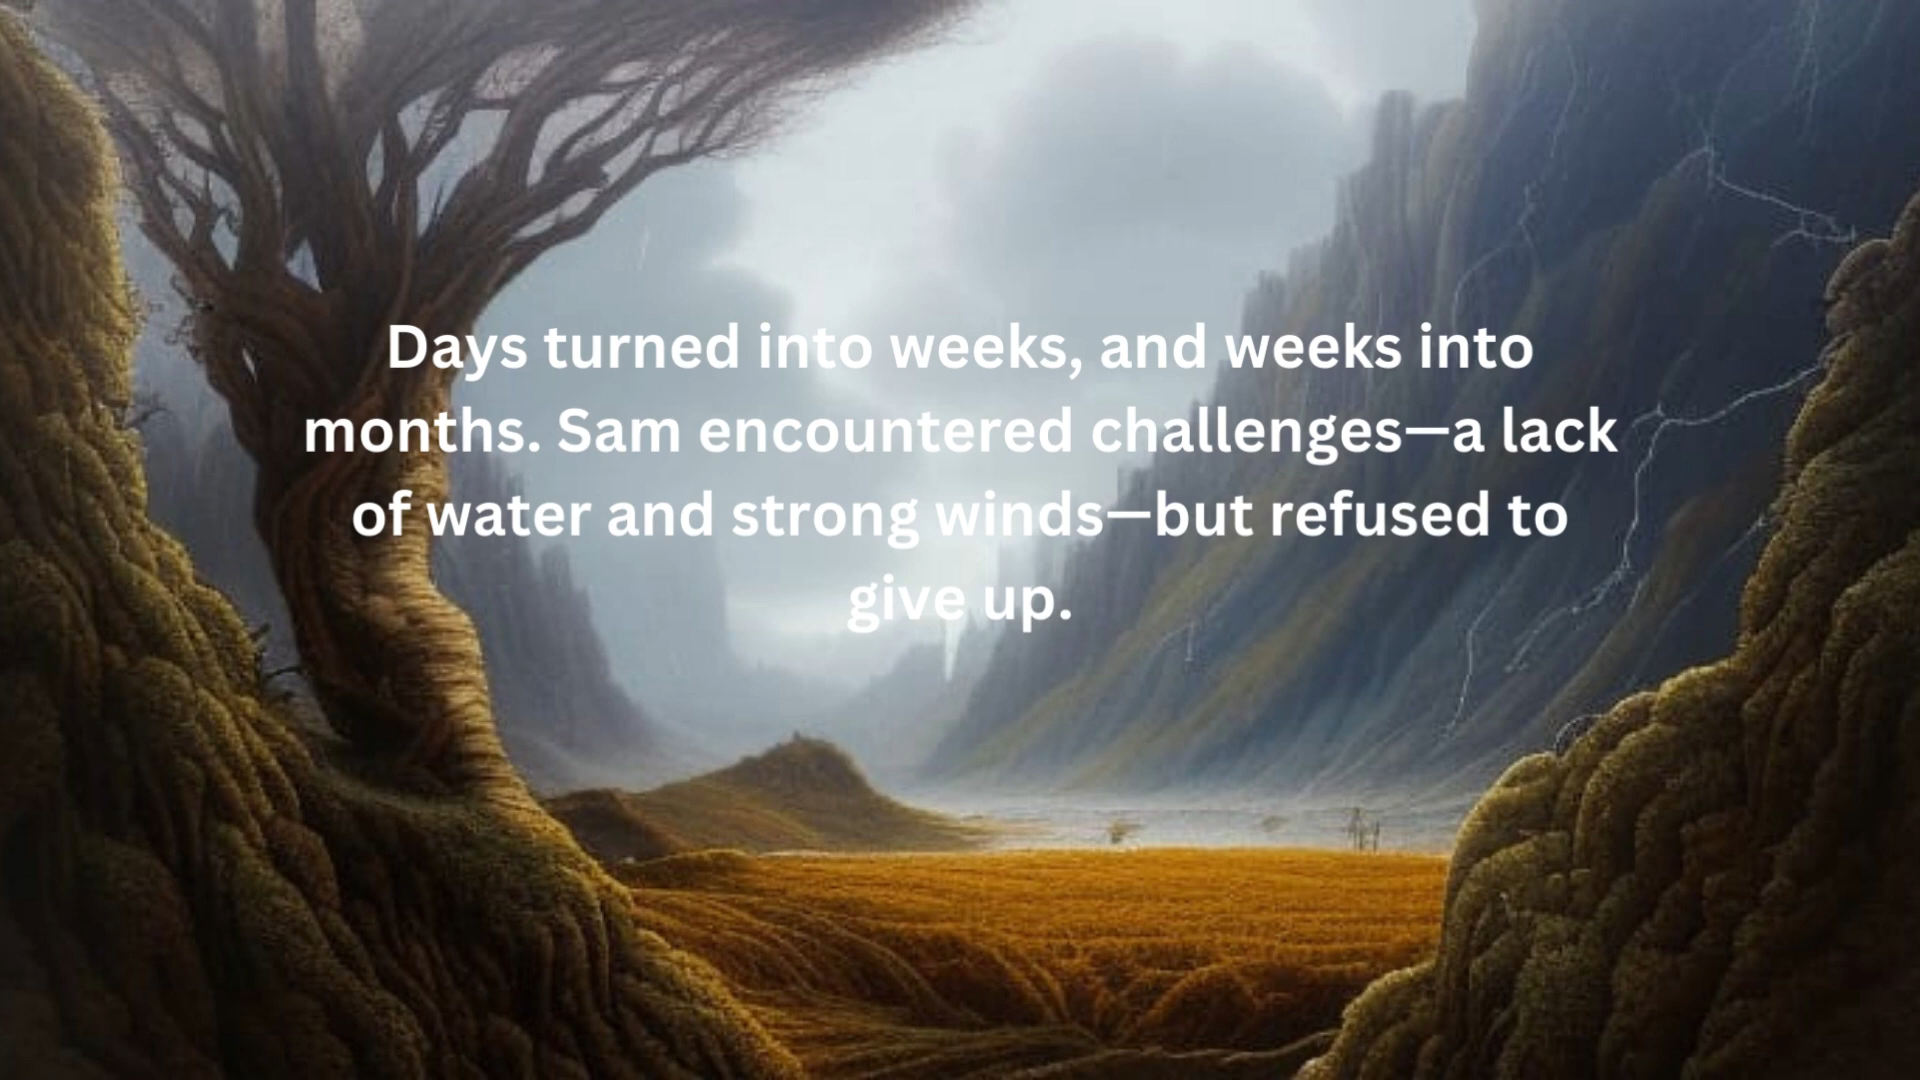 Days turned into weeks, and weeks into
months. Sam encountered challenges—a lack
of water and strong winds—but refused to
give up.